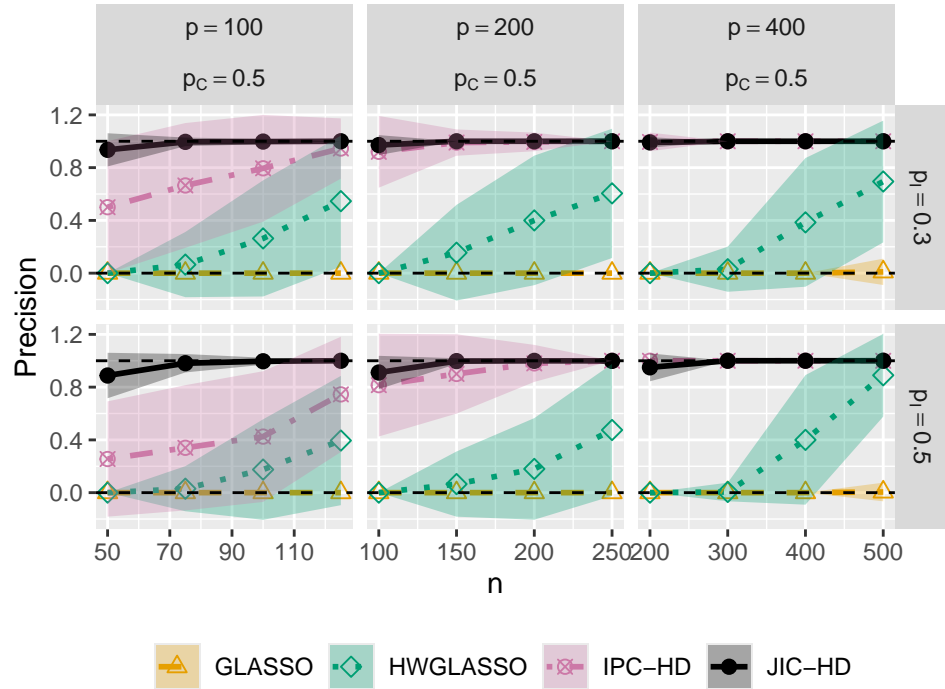 p = 100 p = 200 p = 400
p_C = 0.5 p_C = 0.5 p_C = 0.5
1.2
0.8
0.4
0.0
p_I = 0.3
1.2
0.8
0.4
0.0
p_I = 0.5
Precision
50 70 90 110 100 150 200 250 200 300 400 500
n
GLASSO HWGLASSO IPC−HD JIC−HD